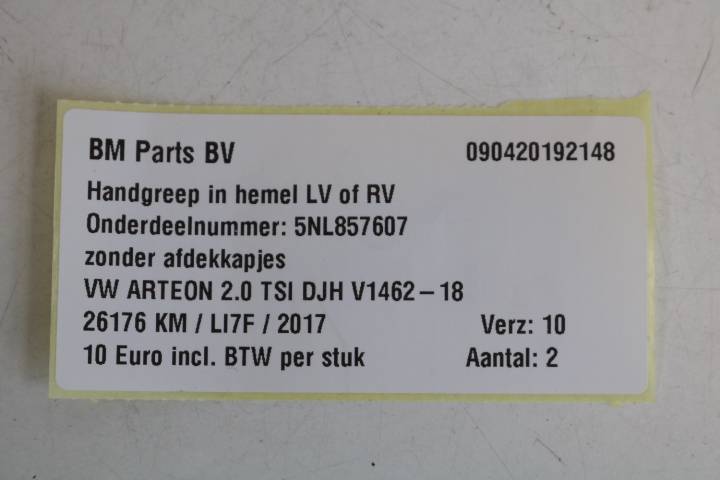 BM Parts BV 090420192148
Handgreep in hemel LV of RV
Onderdeelnummer: 5NL857607
zonder afdekkapjes
VW ARTEON 2.0 TSI DJH V1462-18
26176 KM / LI7F / 2017 Verz: 10
10 Euro incl. BTW per stuk Aantal: 2